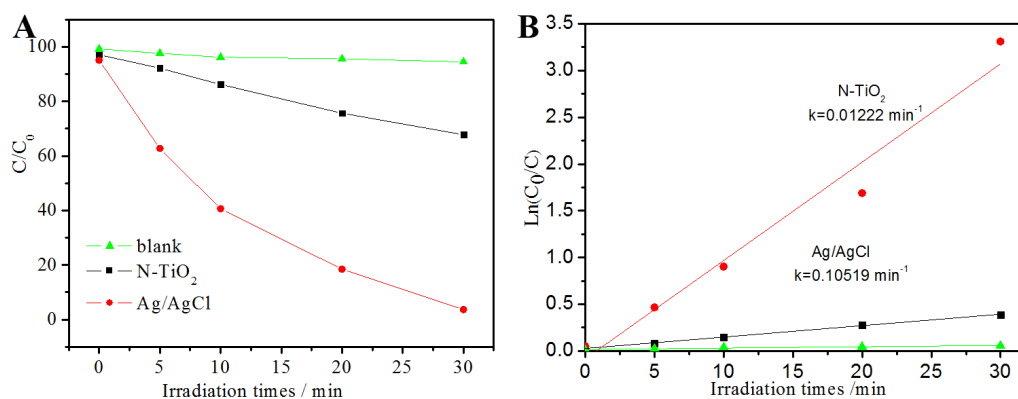 A
C/C0
100
80
60
40
20
0
blank
N-TiO2
Ag/AgCl
0 5 10 15 20 25 30
Irradiation times / min
B
Ln(C0/C)
3.5
3.0
2.5
2.0
1.5
1.0
0.5
0.0
N-TiO2
k=0.01222 min-1
Ag/AgCl
k=0.10519 min-1
0 5 10 15 20 25 30
Irradiation times /min